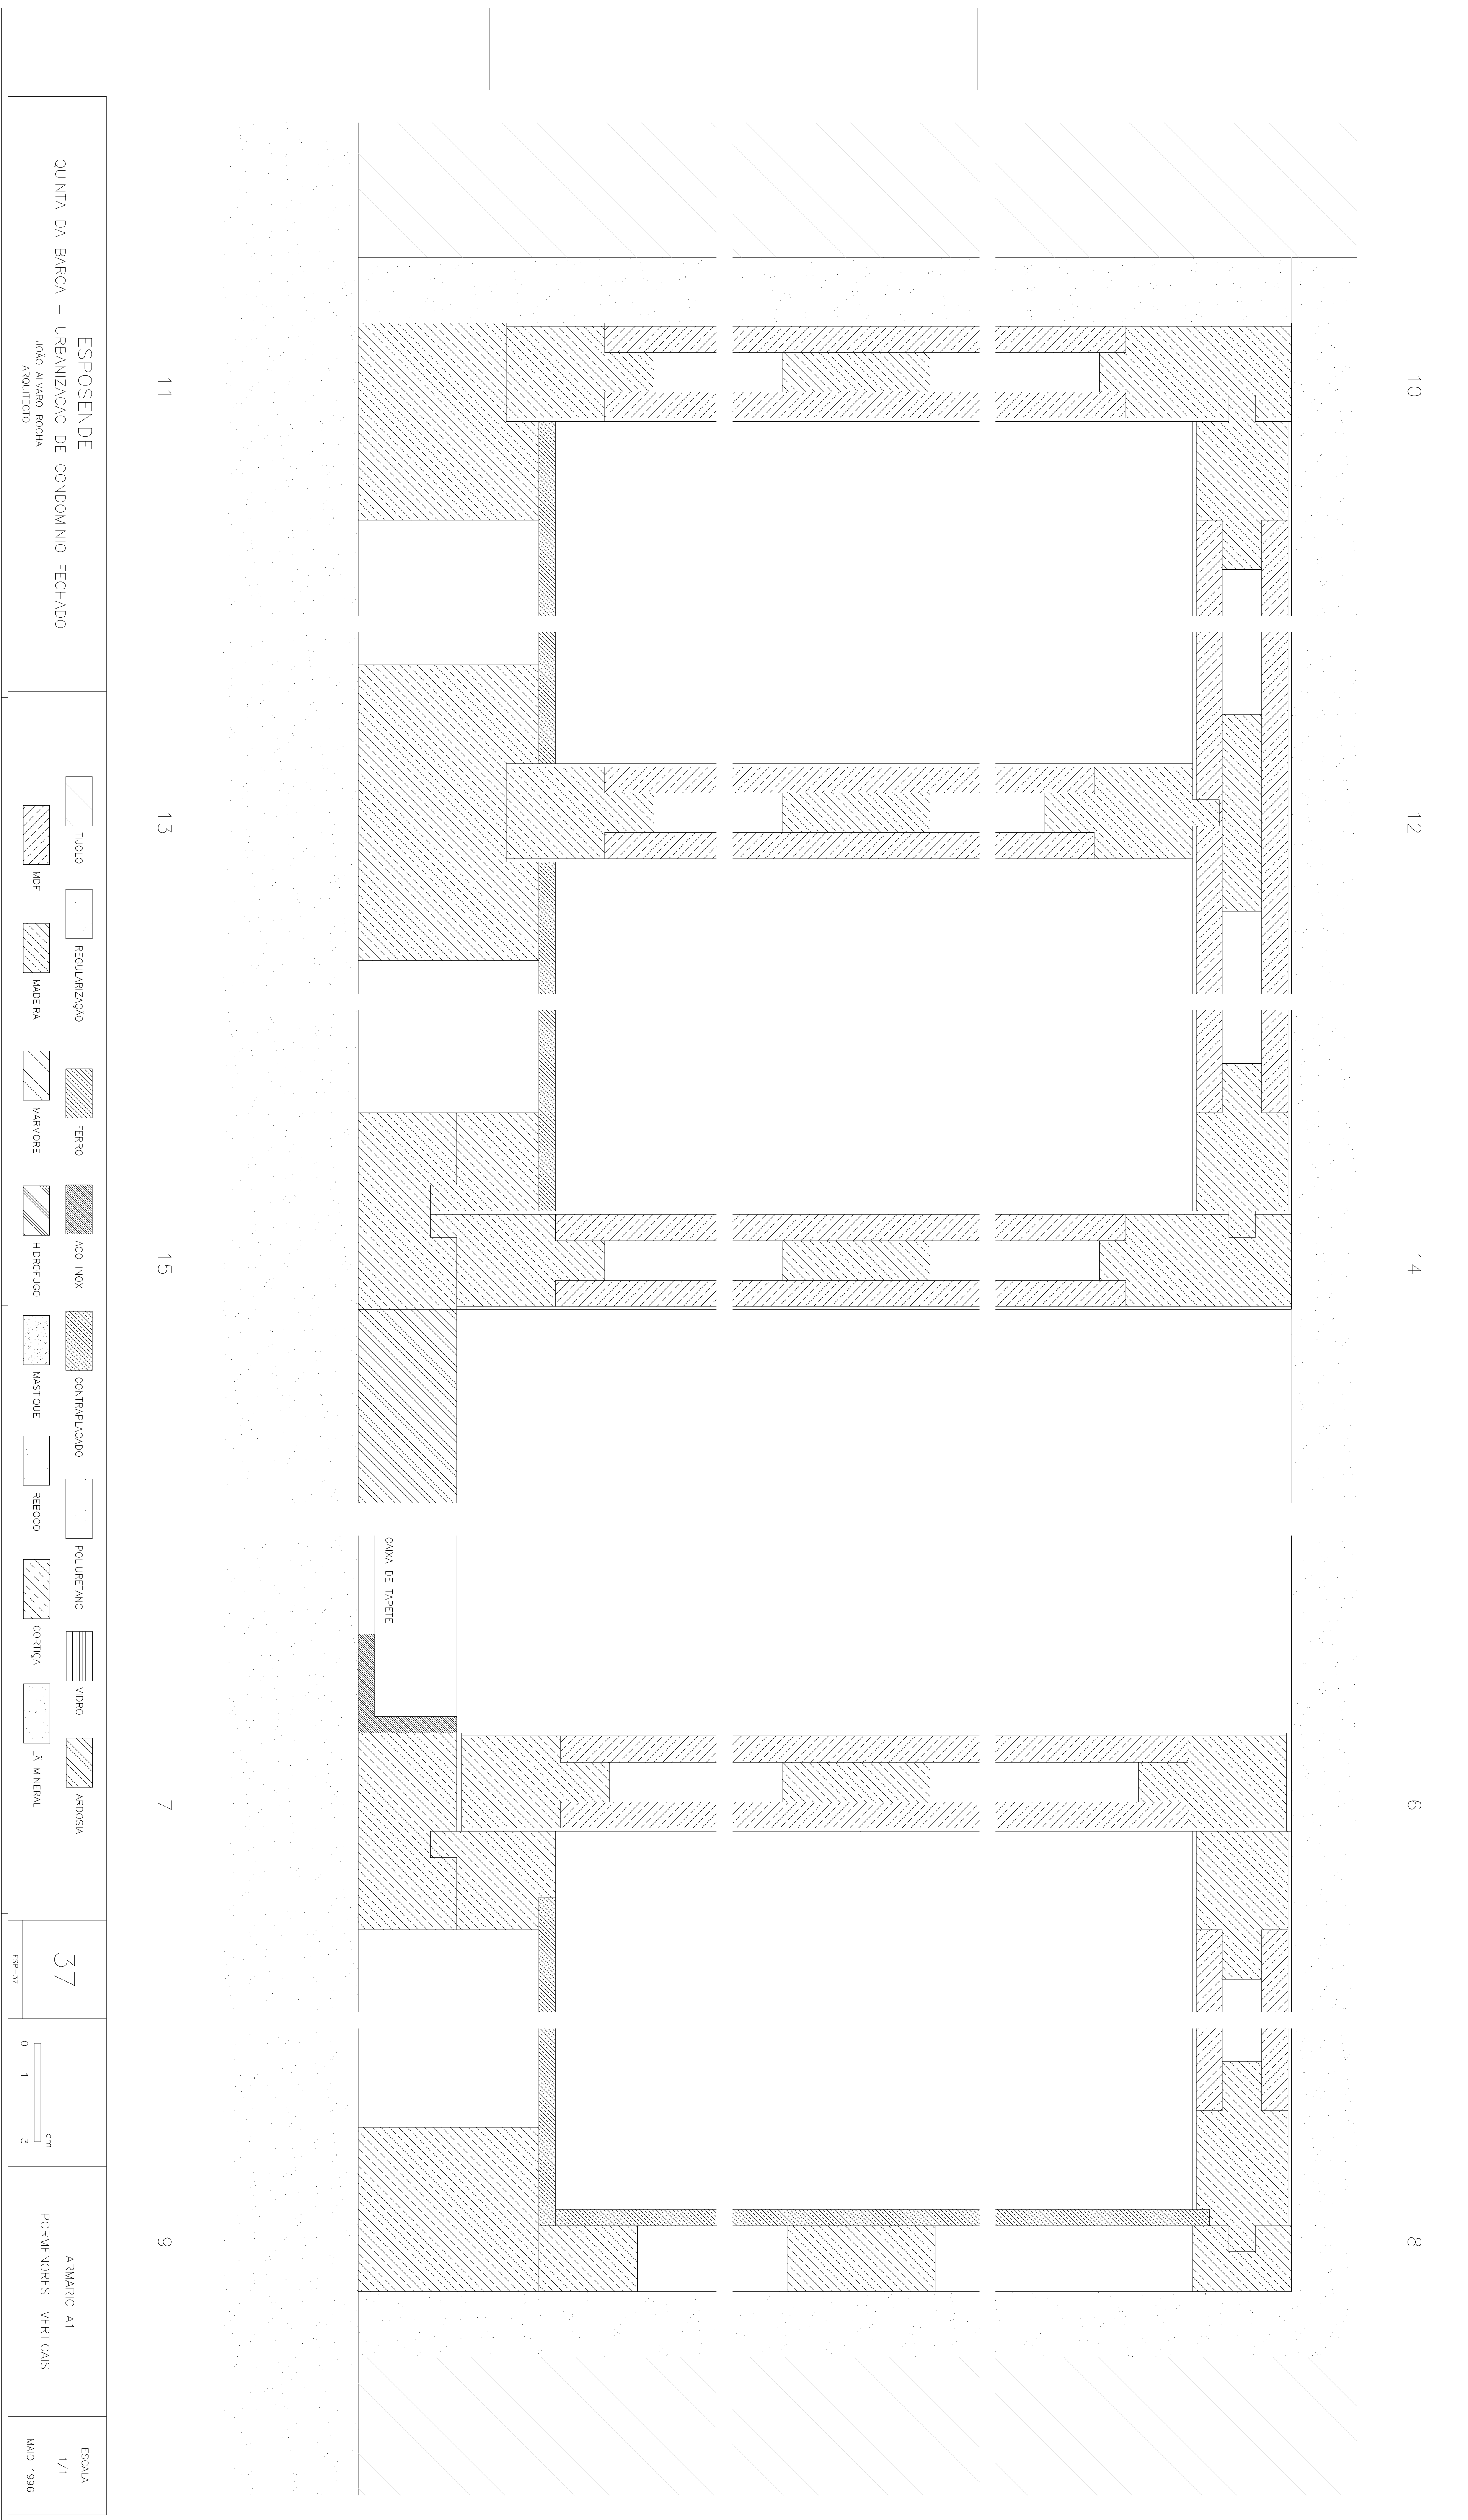 10
12
14
6
8
CAIXA DE TAPETE
11
13
15
7
9
ESPOSENDE
QUINTA DA BARCA - URBANIZACAO DE CONDOMINIO FECHADO
JOÃO ALVARO ROCHA
ARQUITECTO
TIJOLO REGULARIZAÇÃO FERRO ACO INOX CONTRAPLACADO POLIURETANO VIDRO ARDOSIA
MDF MADEIRA MARMORE HIDROFUGO MASTIQUE REBOCO CORTIÇA LÃ MINERAL
37
ESP-37
cm
0 1 3
ARMÁRIO A1
PORMENORES VERTICAIS
ESCALA
1/1
MAIO 1996